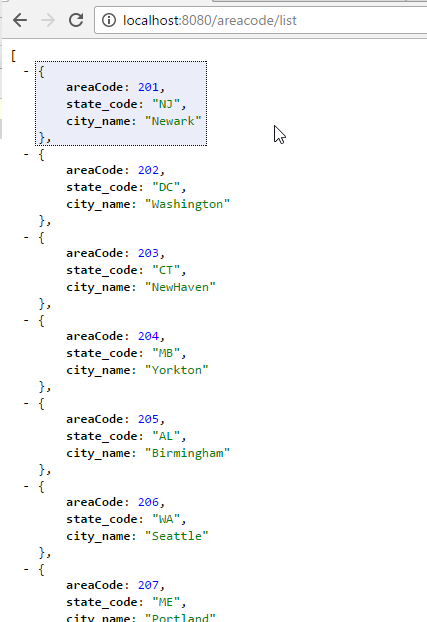 localhost:8080/areacode/list
[
- {
areaCode: 201,
state_code: "NJ",
city_name: "Newark"
},
- {
areaCode: 202,
state_code: "DC",
city_name: "Washington"
},
- {
areaCode: 203,
state_code: "CT",
city_name: "NewHaven"
},
- {
areaCode: 204,
state_code: "MB",
city_name: "Yorkton"
},
- {
areaCode: 205,
state_code: "AL",
city_name: "Birmingham"
},
- {
areaCode: 206,
state_code: "WA",
city_name: "Seattle"
},
- {
areaCode: 207,
state_code: "ME",
city_name: "Portland"